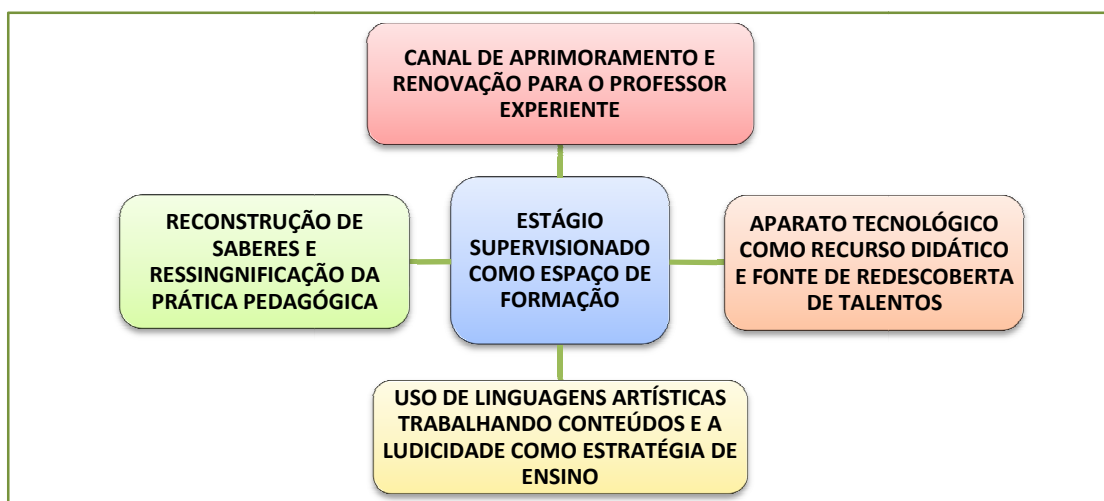 CANAL DE APRIMORAMENTO E
RENOVAÇÃO PARA O PROFESSOR
EXPERIENTE
RECONSTRUÇÃO DE
SABERES E
RESSINGNIFICAÇÃO DA
PRÁTICA PEDAGÓGICA
ESTÁGIO
SUPERVISIONADO
COMO ESPAÇO DE
FORMAÇÃO
APARATO TECNOLÓGICO
COMO RECURSO DIDÁTICO
E FONTE DE REDESCOBERTA
DE TALENTOS
USO DE LINGUAGENS ARTÍSTICAS
TRABALHANDO CONTEÚDOS E A
LUDICIDADE COMO ESTRATÉGIA DE
ENSINO